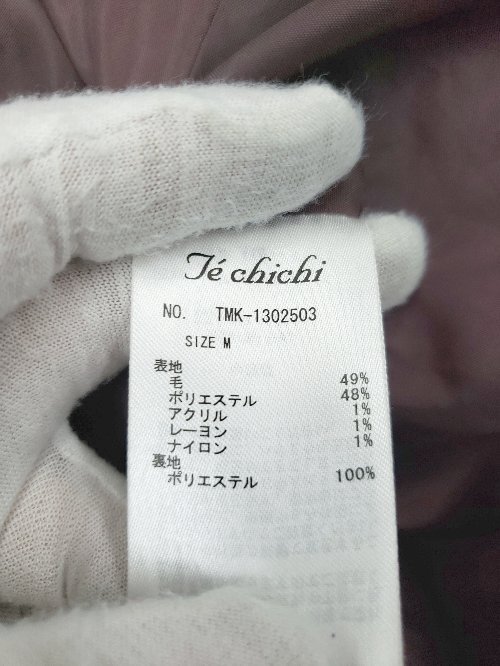 Té chichi
NO. TMK-1302503
SIZE M
表地
毛 49%
ポリエステル 48%
アクリル 1%
レーヨン 1%
ナイロン 1%
裏地
ポリエステル 100%